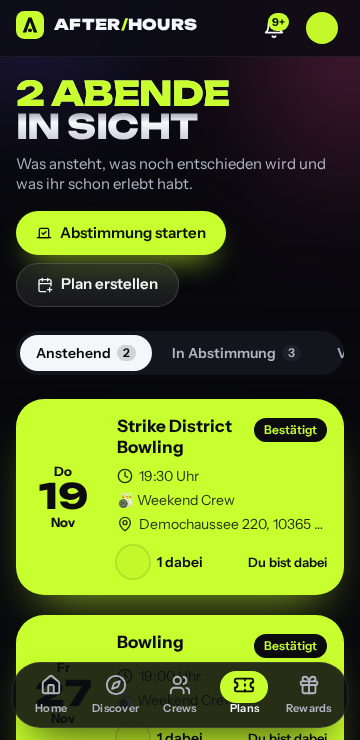 AFTER/HOURS
9+
2 ABENDE
IN SICHT
Was ansteht, was noch entschieden wird und
was ihr schon erlebt habt.
Abstimmung starten
Plan erstellen
Anstehend 2
In Abstimmung 3
V
Do
19
Nov
Strike District
Bowling
Bestätigt
19:30 Uhr
Weekend Crew
Demochaussee 220, 10365 ...
1 dabei
Du bist dabei
Fr
27
Nov
Bowling
Bestätigt
19:00 Uhr
Weekend Crew
1 dabei
Du bist dabei
Home
Discover
Crews
Plans
Rewards